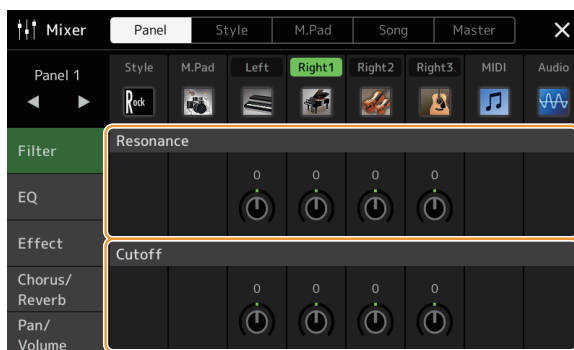 Mixer
Panel Style M.Pad Song Master
Panel 1
Style M.Pad Left Right1 Right2 Right3 MIDI Audio
Rock
Filter
Resonance
0 0 0 0
EQ
Effect
Cutoff
Chorus/
Reverb
0 0 0 0
Pan/
Volume